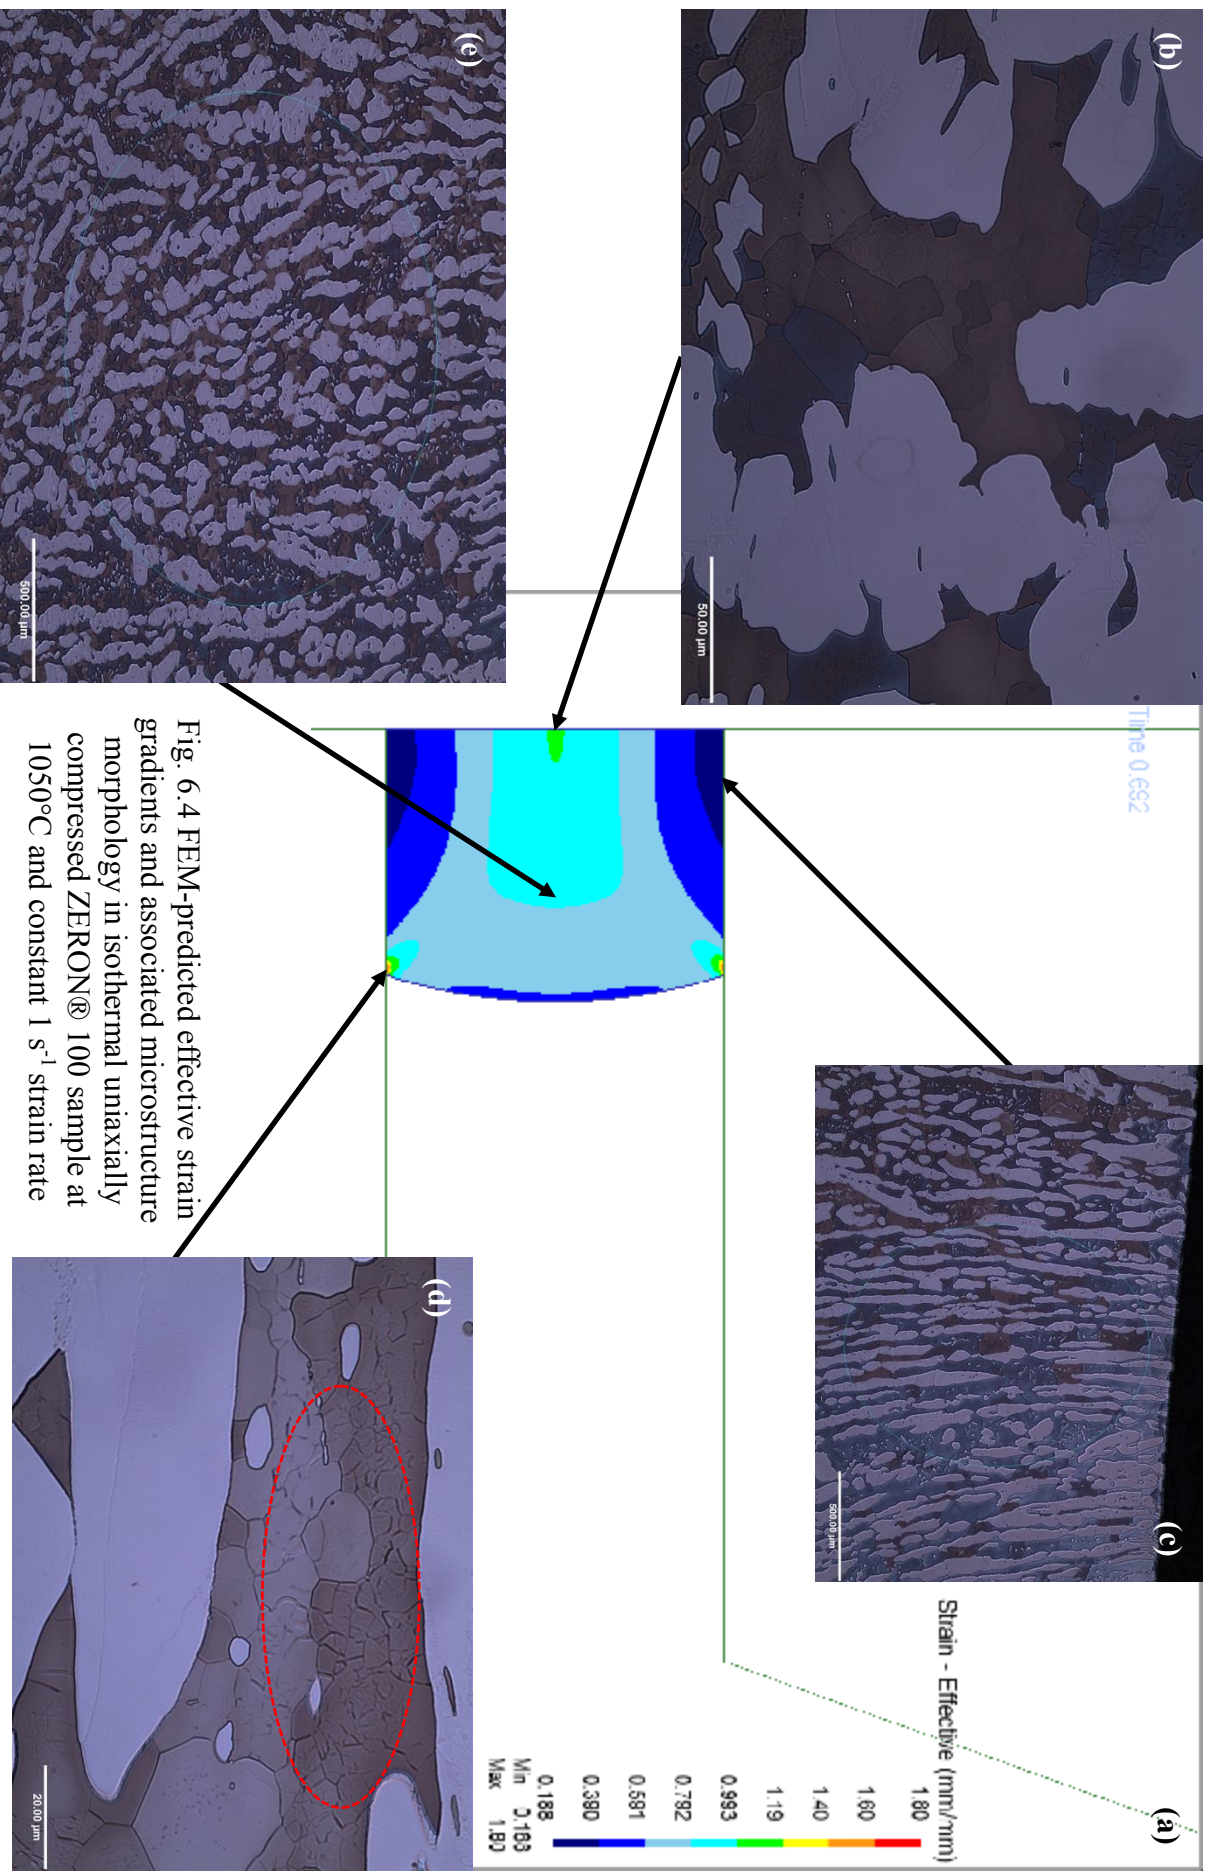 (a)
Strain - Effective (mm/mm)
1.80
1.60
1.40
1.19
0.993
0.782
0.581
0.380
0.188
Min 0.188
Max 1.80
Time 0.692
(b)
50.00 µm
(c)
500.00 µm
(d)
20.00 µm
(e)
500.00 µm
Fig. 6.4 FEM-predicted effective strain
gradients and associated microstructure
morphology in isothermal uniaxially
compressed ZERON® 100 sample at
1050°C and constant 1 s⁻¹ strain rate